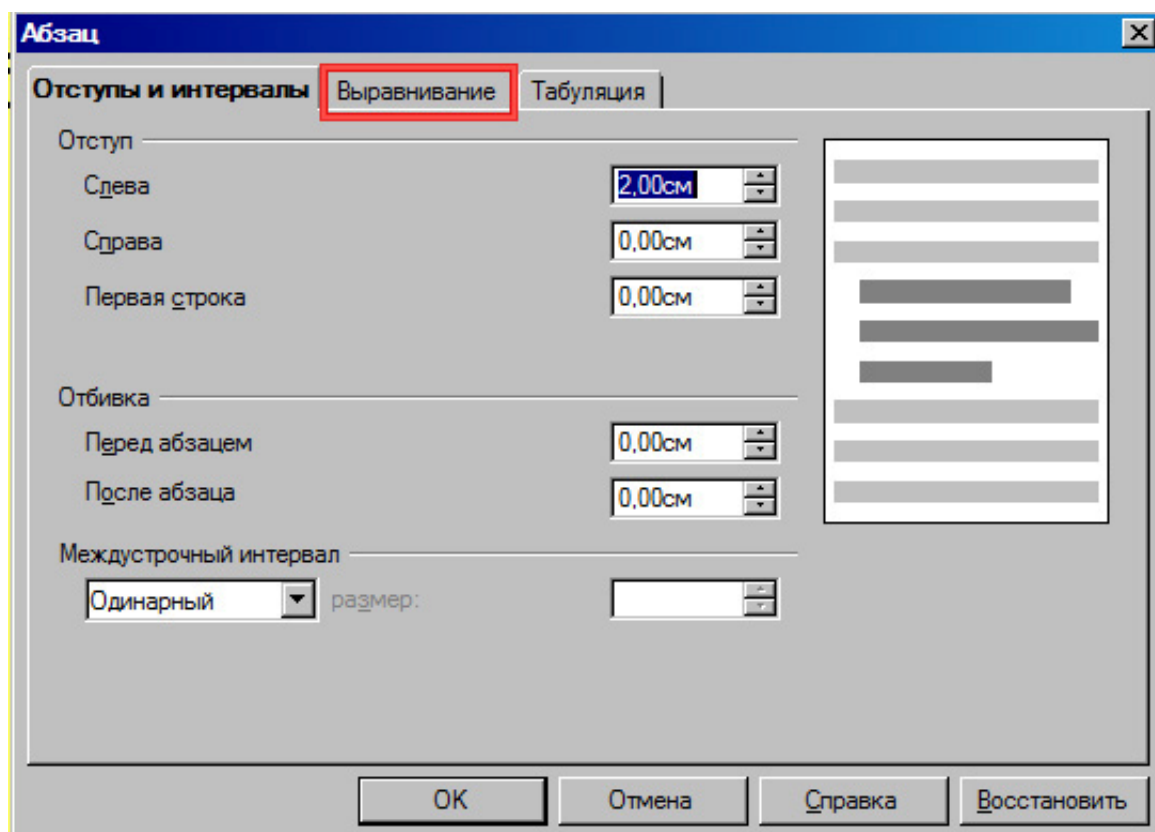 Абзац
Отступы и интервалы Выравнивание Табуляция
Отступ
Слева 2,00см
Справа 0,00см
Первая строка 0,00см
Отбивка
Перед абзацем 0,00см
После абзаца 0,00см
Междустрочный интервал
Одинарный размер:
OK Отмена Справка Восстановить